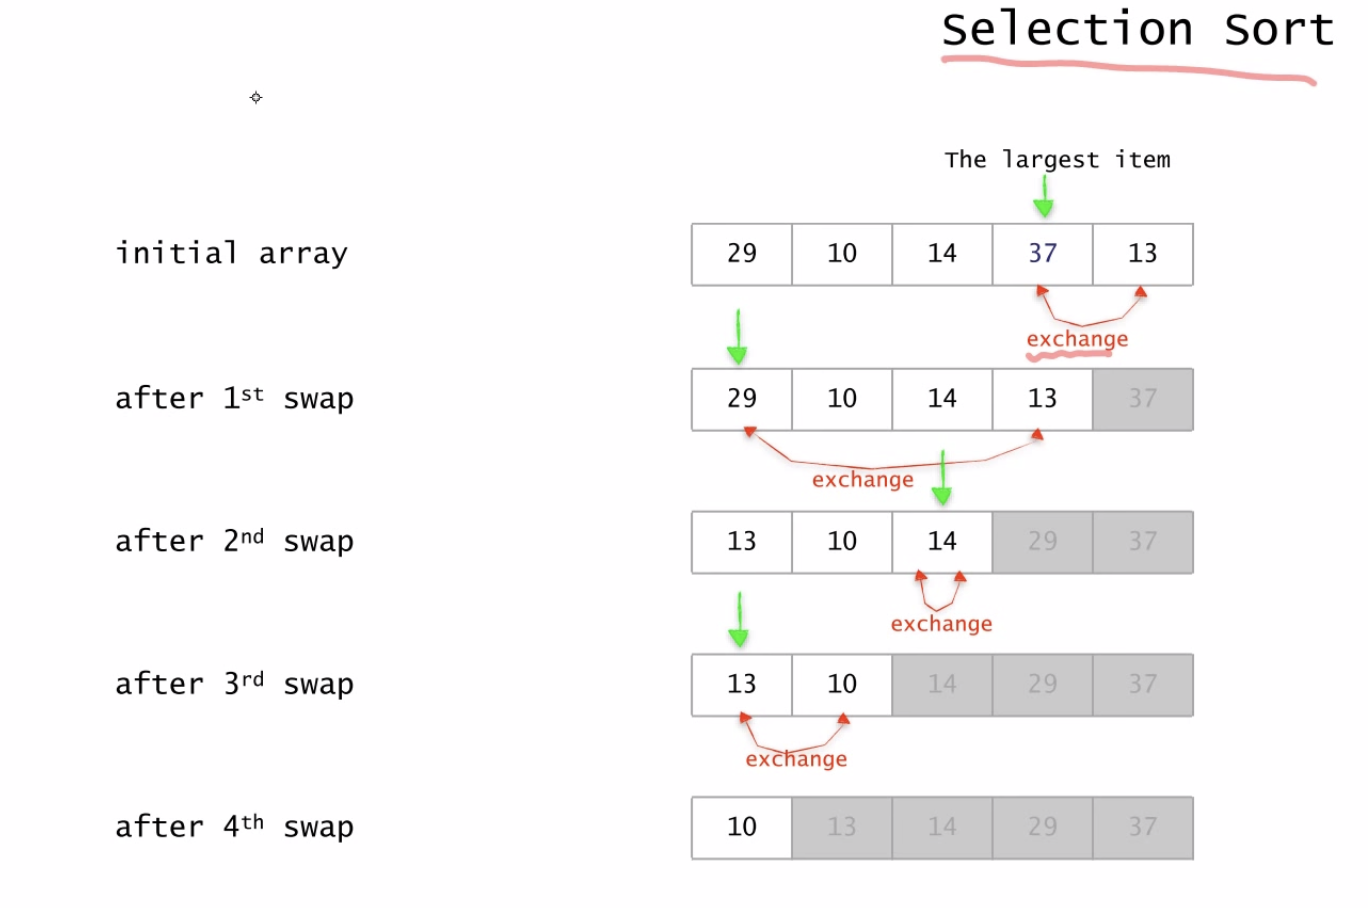 Selection Sort
The largest item
initial array 29 10 14 37 13
exchange
after 1st swap 29 10 14 13 37
exchange
after 2nd swap 13 10 14 29 37
exchange
after 3rd swap 13 10 14 29 37
exchange
after 4th swap 10 13 14 29 37